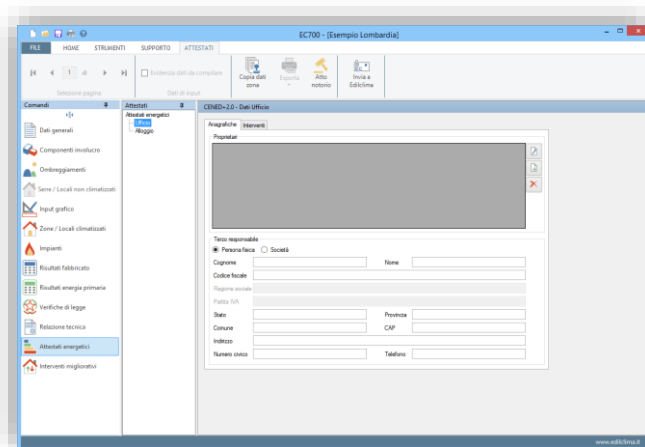 EC700 - [Esempio Lombardia]
FILE HOME STRUMENTI SUPPORTO ATTESTATI
1 di
Evidenzia dati da compilare
Copia dati zona
Esporta
Atto notorio
Invia a Edilclima
Selezione pagina
Dati di input
Comandi
Attestati
CENED+2.0 - Dati Ufficio
Attestati energetici
Ufficio
Alloggio
Dati generali
Componenti involucro
Ombreggiamenti
Serre / Locali non climatizzati
Input grafico
Zone / Locali climatizzati
Impianti
Risultati fabbricato
Risultati energia primaria
Verifiche di legge
Relazione tecnica
Attestati energetici
Interventi migliorativi
Anagrafiche Interventi
Proprietari
Terzo responsabile
Persona fisica Società
Cognome Nome
Codice fiscale
Ragione sociale
Partita IVA
Stato Provincia
Comune CAP
Indirizzo
Numero civico Telefono
www.edilclima.it